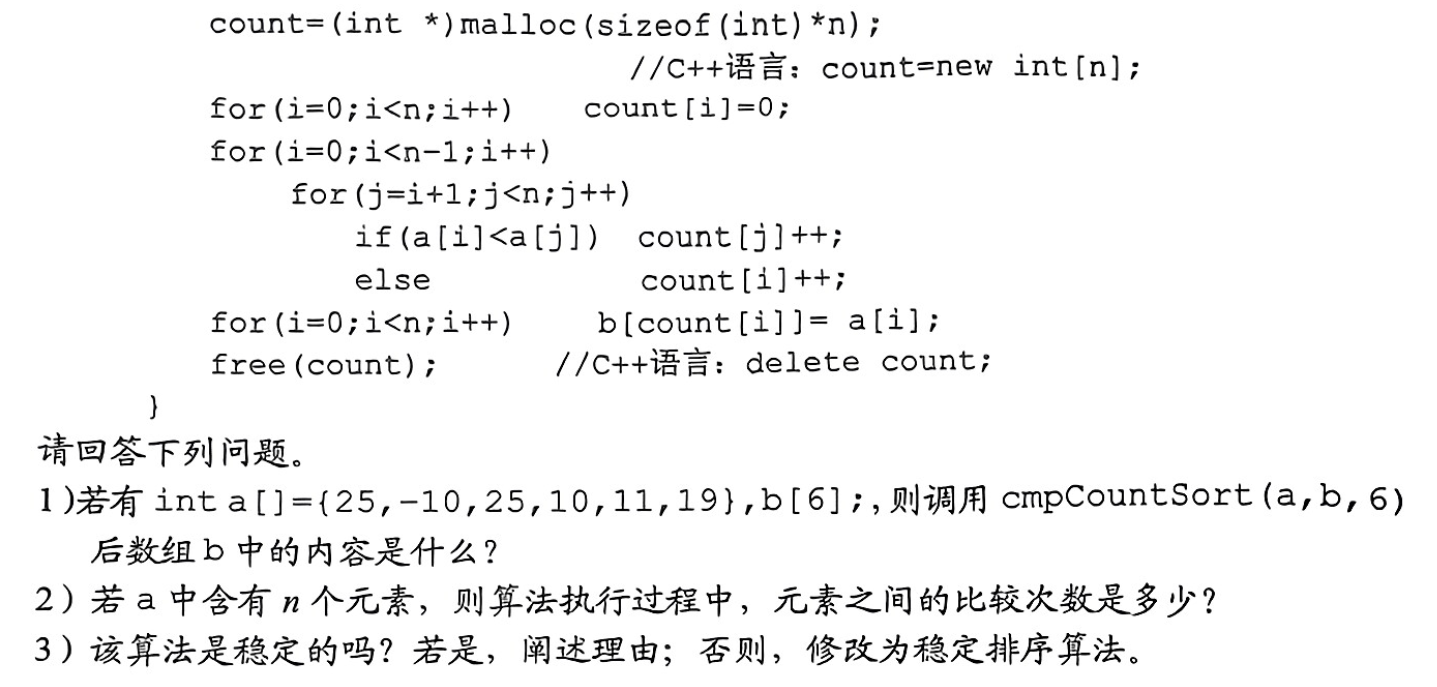 count=(int *)malloc(sizeof(int)*n);
//C++语言：count=new int[n];
for(i=0;i<n;i++) count[i]=0;
for(i=0;i<n-1;i++)
for(j=i+1;j<n;j++)
if(a[i]<a[j]) count[j]++;
else count[i]++;
for(i=0;i<n;i++) b[count[i]]= a[i];
free(count); //C++语言：delete count;
}
请回答下列问题。
1)若有 int a[]={25,-10,25,10,11,19},b[6];,则调用 cmpCountSort(a,b,6)
后数组 b 中的内容是什么？
2) 若 a 中含有 n 个元素，则算法执行过程中，元素之间的比较次数是多少？
3) 该算法是稳定的吗？若是，阐述理由；否则，修改为稳定排序算法。